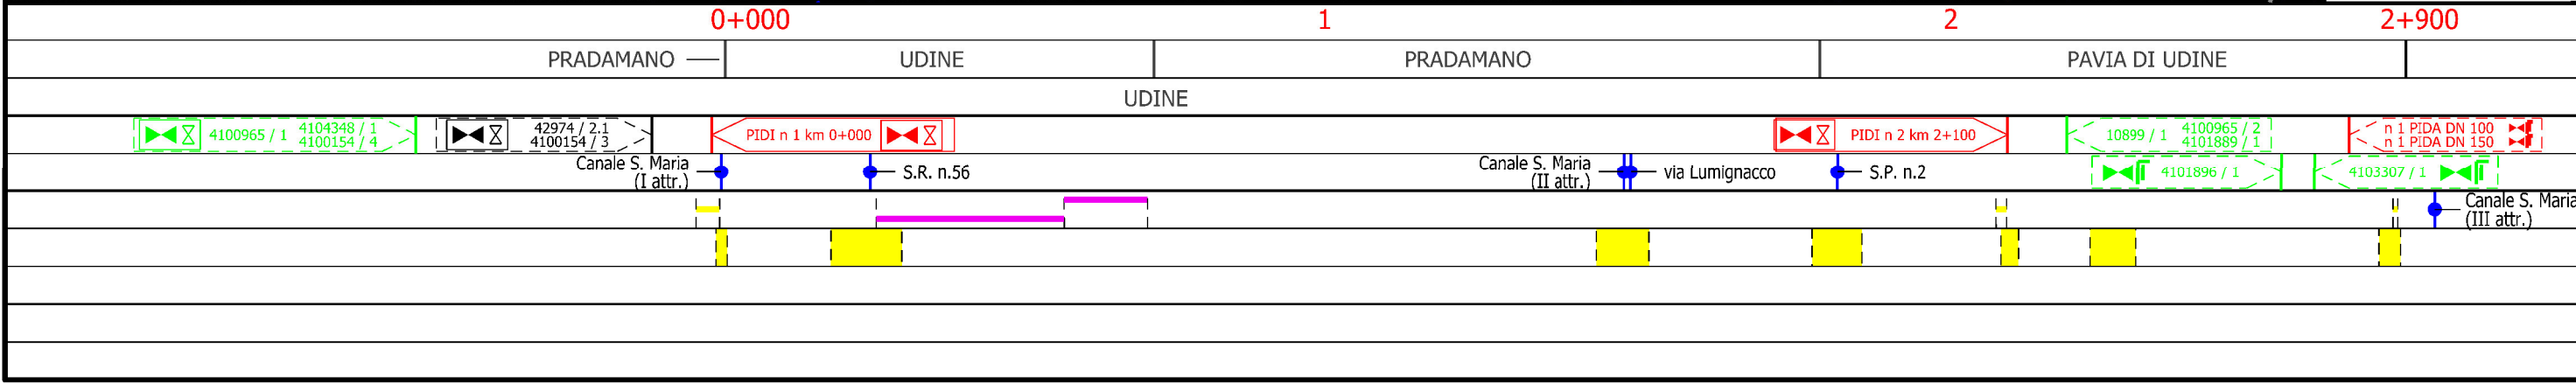 0+000 1 2 2+900
PRADAMANO UDINE PRADAMANO PAVIA DI UDINE
UDINE
4100965 / 1 4104348 / 1
4100154 / 4
42974 / 2.1
4100154 / 3
PIDI n 1 km 0+000
PIDI n 2 km 2+100
10899 / 1 4100965 / 2
4101889 / 1
n 1 PIDA DN 100
n 1 PIDA DN 150
Canale S. Maria
(I attr.)
S.R. n.56
Canale S. Maria
(II attr.)
via Lumignacco
S.P. n.2
4101896 / 1
4103307 / 1
Canale S. Maria
(III attr.)